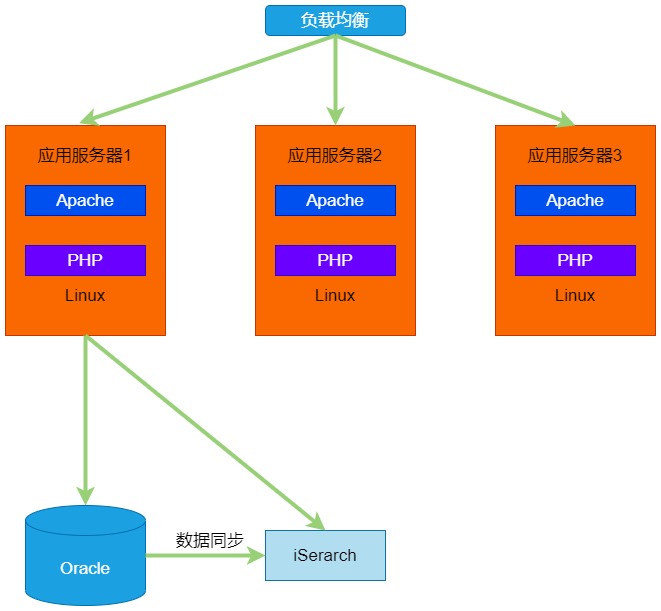 负载均衡
应用服务器1
应用服务器2
应用服务器3
Apache
Apache
Apache
PHP
PHP
PHP
Linux
Linux
Linux
数据同步
Oracle
iSerarch